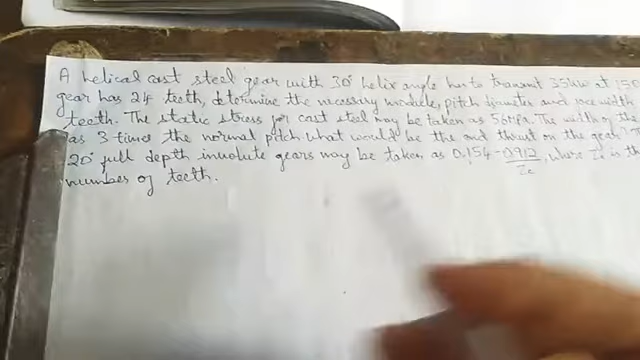 A helical cast steel gear with 30° helix angle has to transmit 35kw at 150
gear has 24 teeth, determine the necessary module, pitch diameter and face width
teeth. The static stress for cast steel may be taken as 56MPa. The width of the
as 3 times the normal pitch. what would be the end thrust on the gear?
20° full depth involute gears may be taken as 0.154 - 0.912/Ze, where Ze is th
number of teeth.